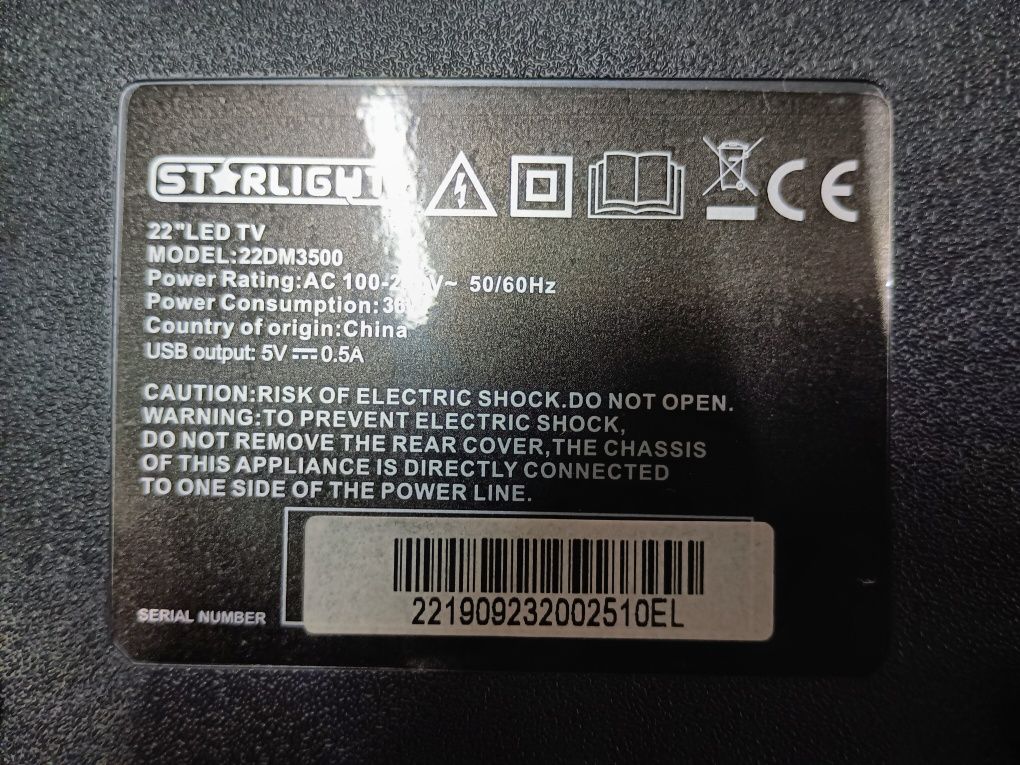 STARLIGHT
CE
22"LED TV
MODEL:22DM3500
Power Rating:AC 50/60Hz
Power Consumption:
Country of origin:China
USB output: 5V⎓0.5A
CAUTION:RISK OF ELECTRIC SHOCK.DO NOT OPEN.
WARNING:TO PREVENT ELECTRIC SHOCK,
DO NOT REMOVE THE REAR COVER,THE CHASSIS
OF THIS APPLIANCE IS DIRECTLY CONNECTED
TO ONE SIDE OF THE POWER LINE.
SERIAL NUMBER
221909232002510EL